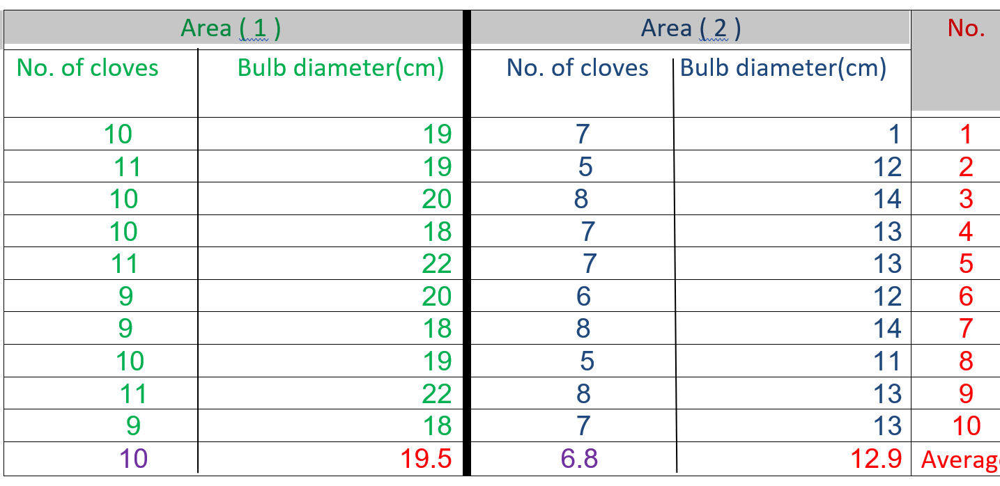 Area ( 1 ) Area ( 2 ) No.
No. of cloves Bulb diameter(cm) No. of cloves Bulb diameter(cm)
10 19 7 1 1
11 19 5 12 2
10 20 8 14 3
10 18 7 13 4
11 22 7 13 5
9 20 6 12 6
9 18 8 14 7
10 19 5 11 8
11 22 8 13 9
9 18 7 13 10
10 19.5 6.8 12.9 Average